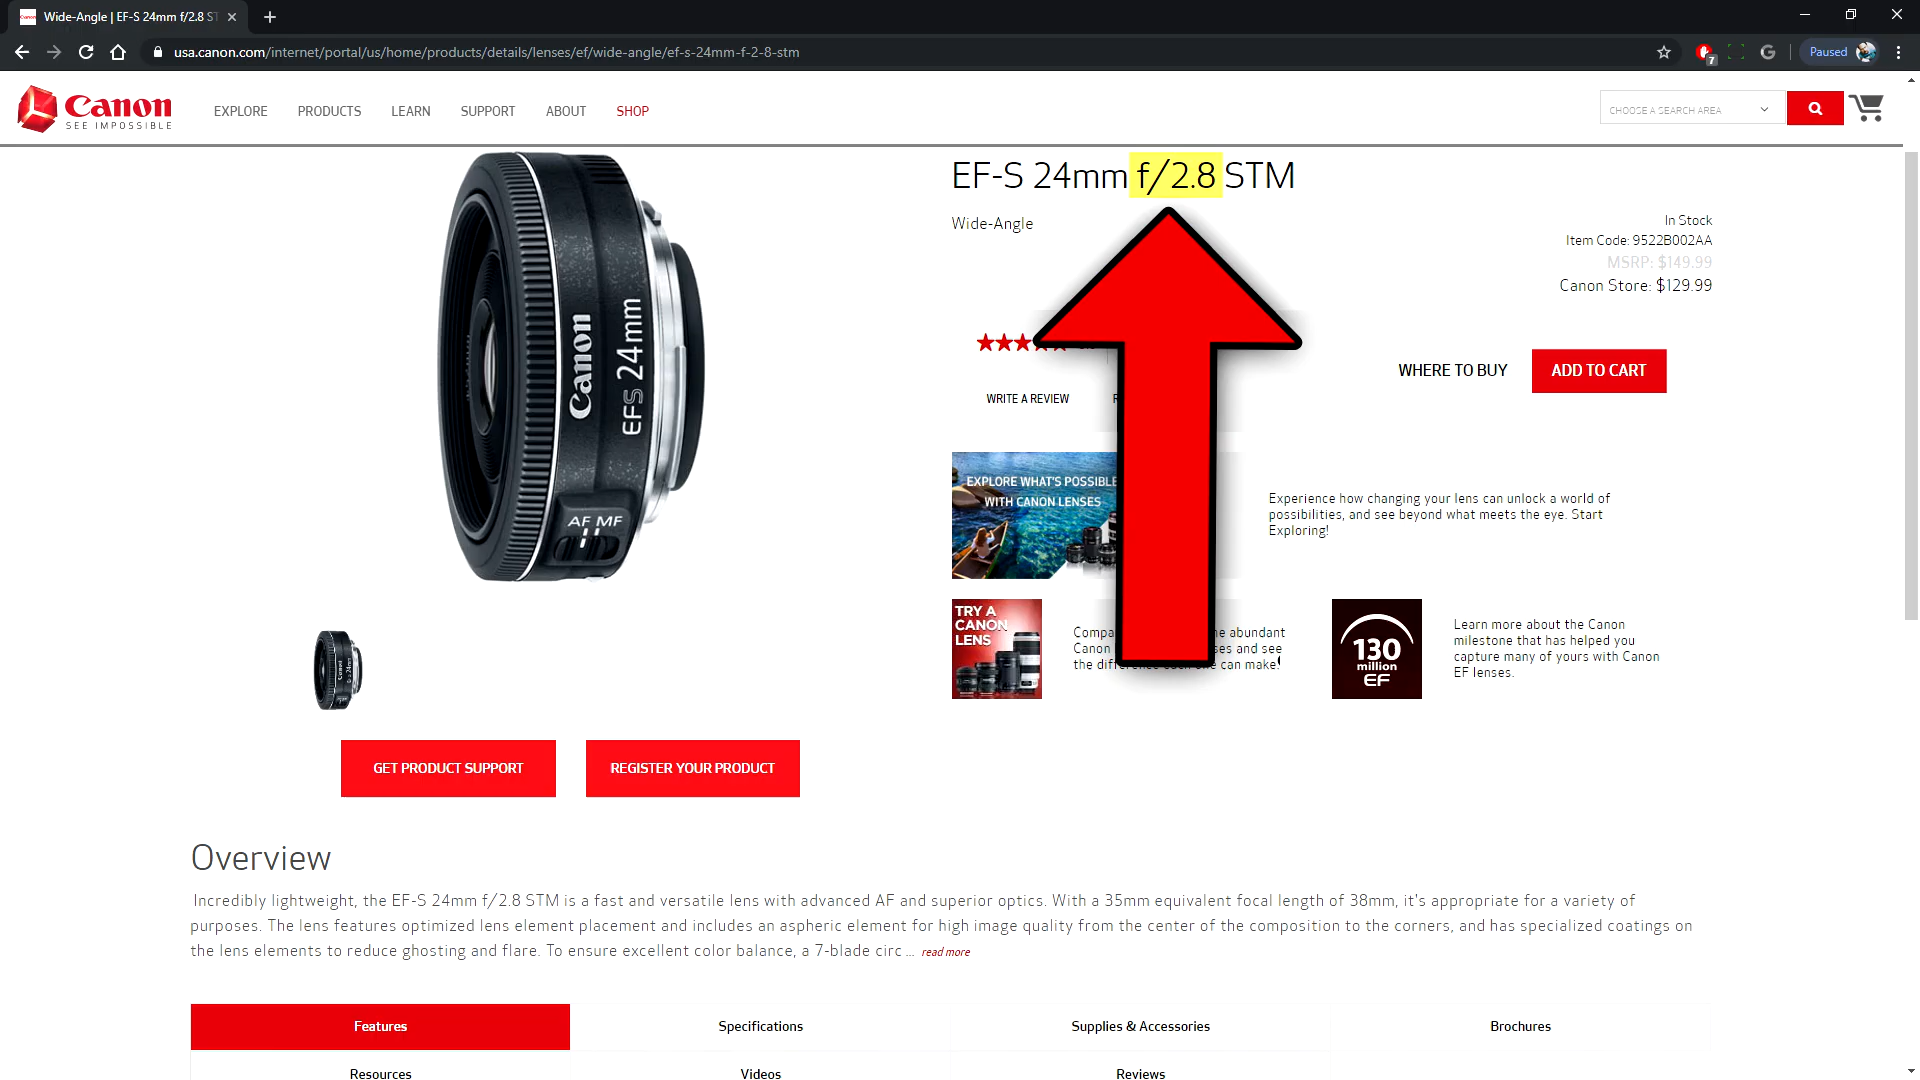 Wide-Angle | EF-S 24mm f/2.8 ST
usa.canon.com/internet/portal/us/home/products/details/lenses/ef/wide-angle/ef-s-24mm-f-2-8-stm
7
Paused
Canon
SEE IMPOSSIBLE
EXPLORE
PRODUCTS
LEARN
SUPPORT
ABOUT
SHOP
CHOOSE A SEARCH AREA
EF-S 24mm f/2.8 STM
Wide-Angle
In Stock
Item Code: 9522B002AA
MSRP: $149.99
Canon Store: $129.99
Canon
EFS 24mm
AF MF
WRITE A REVIEW
WHERE TO BUY
ADD TO CART
EXPLORE WHAT'S POSSIBLE
WITH CANON LENSES
Experience how changing your lens can unlock a world of
possibilities, and see beyond what meets the eye. Start
Exploring!
TRY A
CANON
LENS
abundant
Canon and see
the can make.
130
million
EF
Learn more about the Canon
milestone that has helped you
capture many of yours with Canon
EF lenses.
GET PRODUCT SUPPORT
REGISTER YOUR PRODUCT
Overview
Incredibly lightweight, the EF-S 24mm f/2.8 STM is a fast and versatile lens with advanced AF and superior optics. With a 35mm equivalent focal length of 38mm, it's appropriate for a variety of
purposes. The lens features optimized lens element placement and includes an aspheric element for high image quality from the center of the composition to the corners, and has specialized coatings on
the lens elements to reduce ghosting and flare. To ensure excellent color balance, a 7-blade circ ... read more
Features
Specifications
Supplies & Accessories
Brochures
Resources
Videos
Reviews